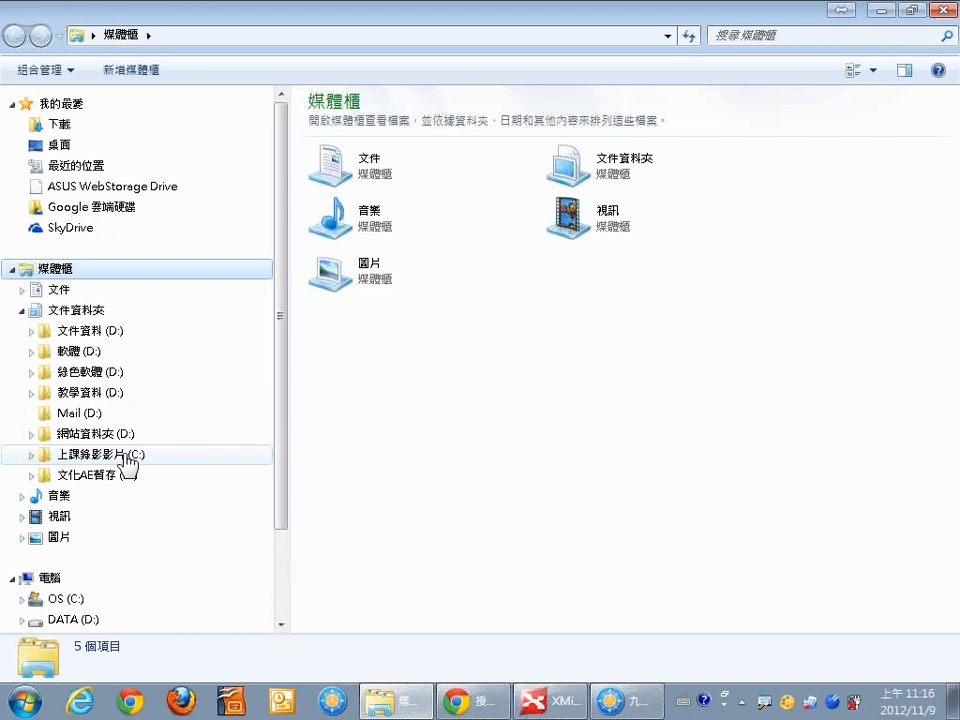 媒體櫃
搜尋 媒體櫃
組合管理
新增媒體櫃
我的最愛
下載
桌面
最近的位置
ASUS WebStorage Drive
Google 雲端硬碟
SkyDrive
媒體櫃
文件
文件資料夾
文件資料 (D:)
軟體 (D:)
綠色軟體 (D:)
教學資料 (D:)
Mail (D:)
網站資料夾 (D:)
上課錄影影片 (C:)
文化AE暫存
音樂
視訊
圖片
電腦
OS (C:)
DATA (D:)
媒體櫃
開啟媒體櫃查看檔案，並依據資料夾、日期和其他內容來排列這些檔案。
文件
媒體櫃
文件資料夾
媒體櫃
音樂
媒體櫃
視訊
媒體櫃
圖片
媒體櫃
5 個項目
媒...
授...
XMi...
九...
上午 11:16
2012/11/9